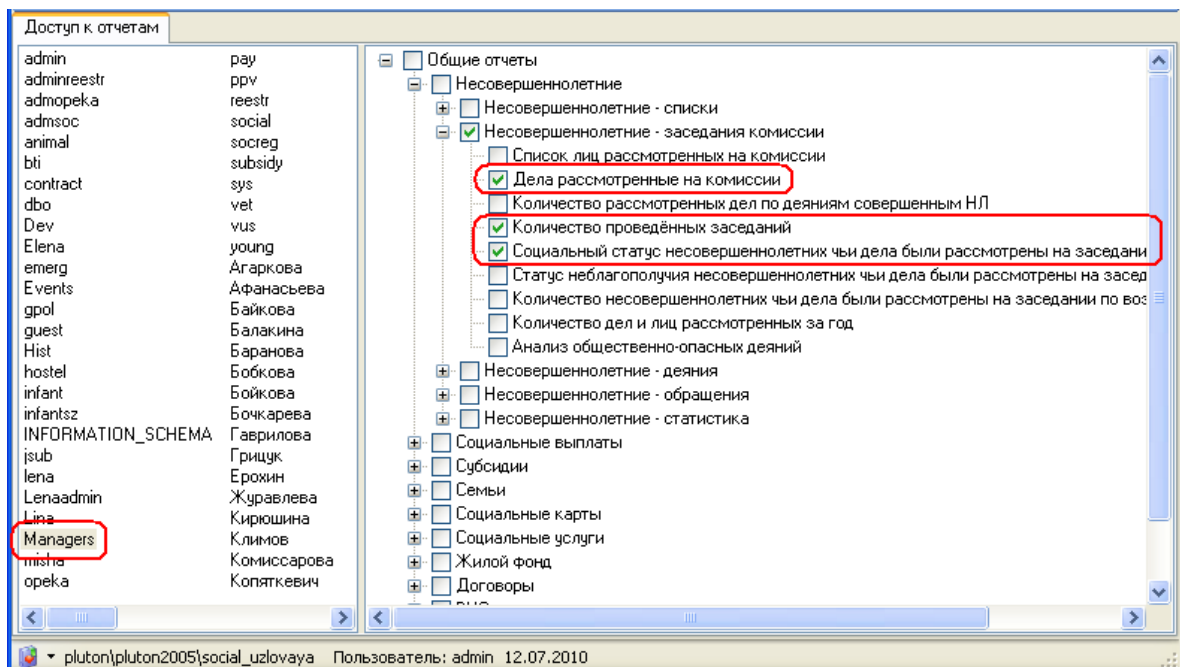 Доступ к отчетам
admin
adminreestr
admopeka
admsoc
animal
bti
contract
dbo
Dev
Elena
emerg
Events
gpol
guest
Hist
hostel
infant
infantsz
INFORMATION_SCHEMA
jsub
lena
Lenaadmin
Lina
Managers
misha
opeka
pay
ppv
reestr
social
socreg
subsidy
sys
vet
vus
young
Агаркова
Афанасьева
Байкова
Балакина
Баранова
Бобкова
Бойкова
Бочкарева
Гаврилова
Грицук
Ерохин
Журавлева
Кирюшина
Климов
Комиссарова
Копяткевич
Общие отчеты
Несовершеннолетние
Несовершеннолетние - списки
Несовершеннолетние - заседания комиссии
Список лиц рассмотренных на комиссии
Дела рассмотренные на комиссии
Количество рассмотренных дел по деяниям совершенным НЛ
Количество проведённых заседаний
Социальный статус несовершеннолетних чьи дела были рассмотрены на заседани
Статус неблагополучия несовершеннолетних чьи дела были рассмотрены на засед
Количество несовершеннолетних чьи дела были рассмотрены на заседании по воз
Количество дел и лиц рассмотренных за год
Анализ общественно-опасных деяний
Несовершеннолетние - деяния
Несовершеннолетние - обращения
Несовершеннолетние - статистика
Социальные выплаты
Субсидии
Семьи
Социальные карты
Социальные услуги
Жилой фонд
Договоры
pluton\pluton2005\social_uzlovaya Пользователь: admin 12.07.2010